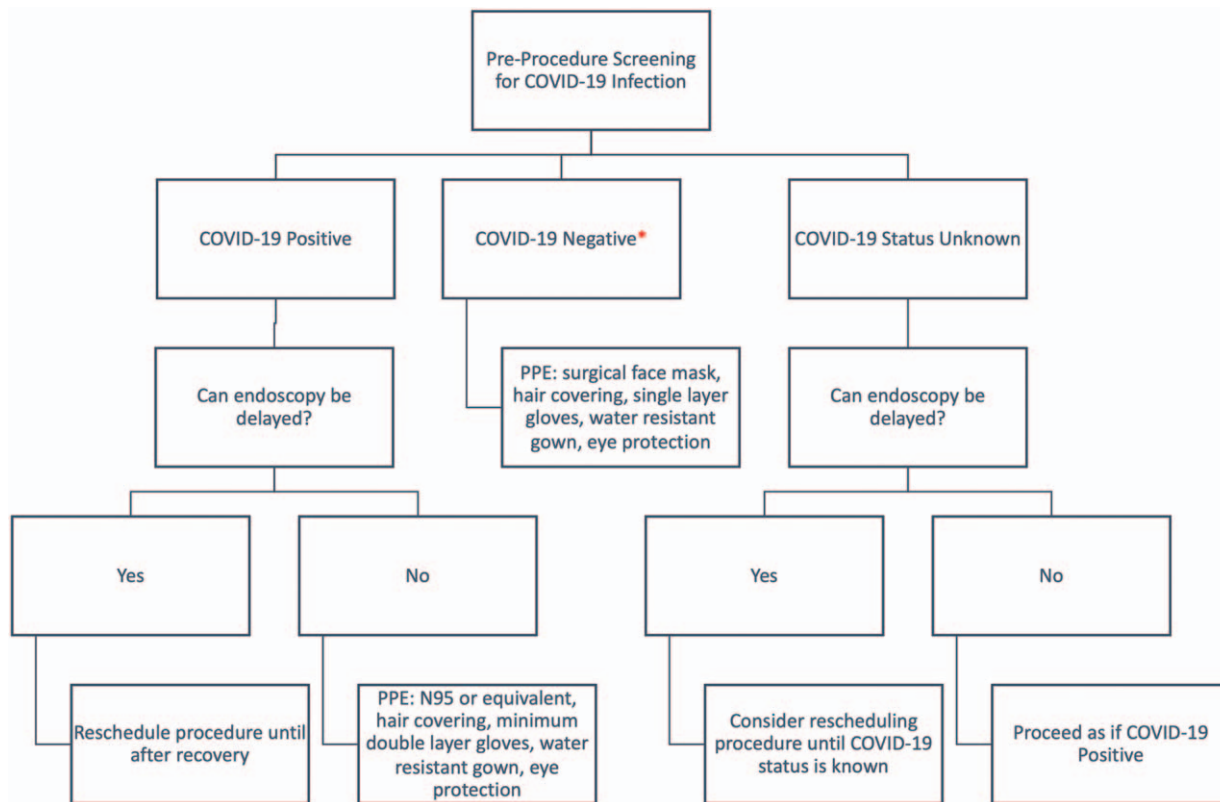 Pre-Procedure Screening
for COVID-19 Infection
COVID-19 Positive
COVID-19 Negative*
COVID-19 Status Unknown
Can endoscopy be
delayed?
PPE: surgical face mask,
hair covering, single layer
gloves, water resistant
gown, eye protection
Can endoscopy be
delayed?
Yes
No
Yes
No
Reschedule procedure until
after recovery
PPE: N95 or equivalent,
hair covering, minimum
double layer gloves, water
resistant gown, eye
protection
Consider rescheduling
procedure until COVID-19
status is known
Proceed as if COVID-19
Positive